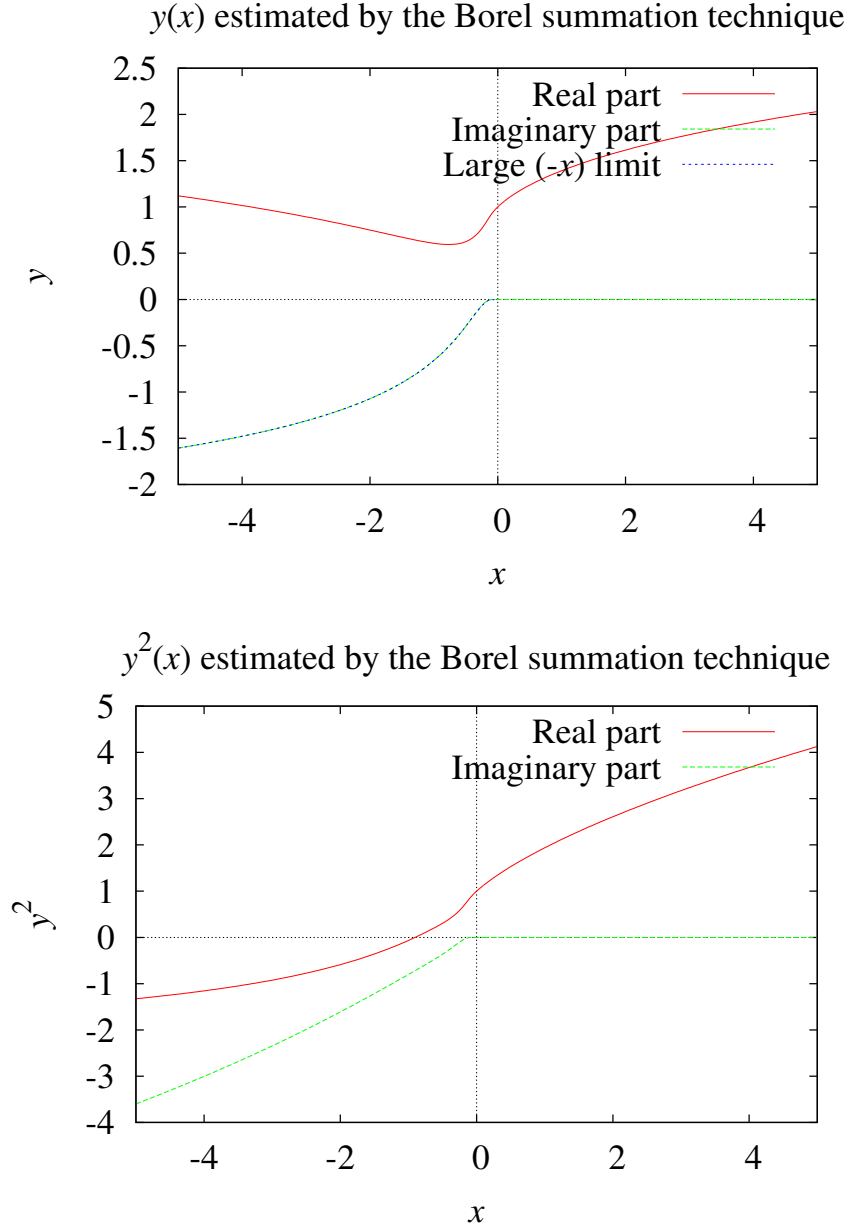 y(x) estimated by the Borel summation technique
2.5
2
1.5
1
0.5
0
-0.5
-1
-1.5
-2
y
Real part
Imaginary part
Large (-x) limit
-4 -2 0 2 4
x
y²(x) estimated by the Borel summation technique
5
4
3
2
1
0
-1
-2
-3
-4
y²
Real part
Imaginary part
-4 -2 0 2 4
x